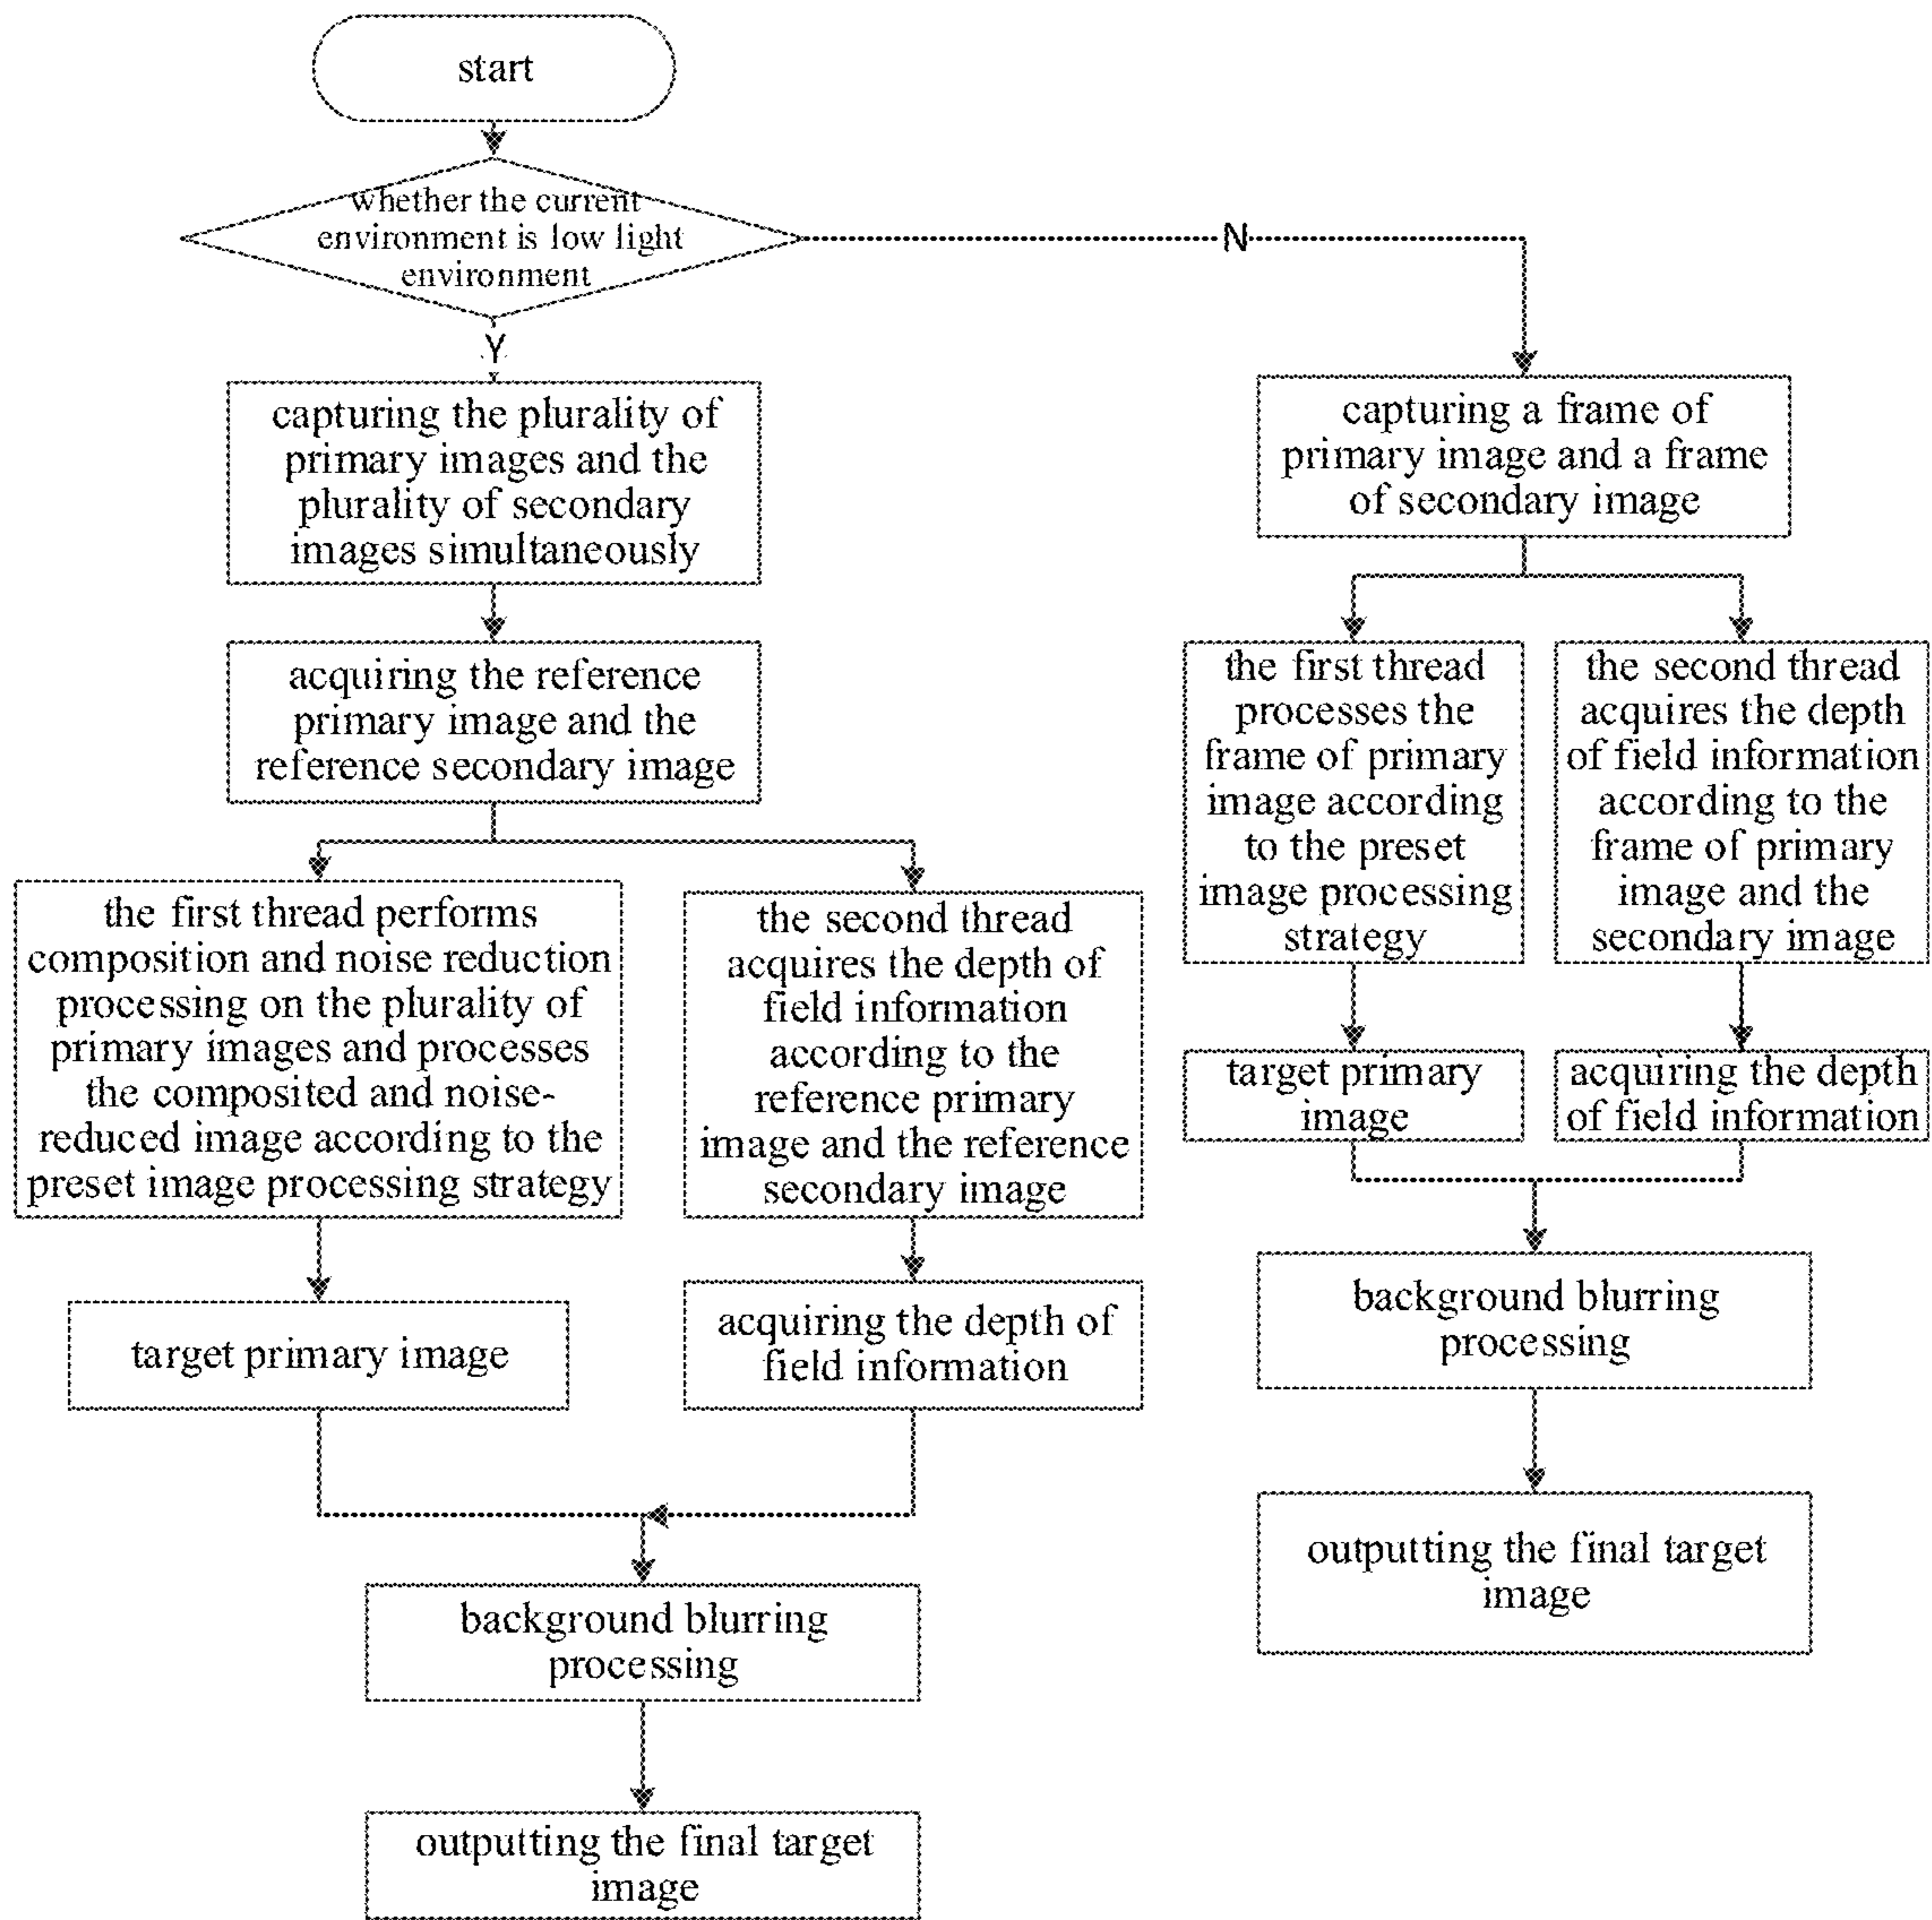 start
whether the current
environment is low light
environment
N
Y
capturing the plurality of
primary images and the
plurality of secondary
images simultaneously
capturing a frame of
primary image and a frame
of secondary image
acquiring the reference
primary image and the
reference secondary image
the first thread
processes the
frame of primary
image according
to the preset
image processing
strategy
the second thread
acquires the depth
of field information
according to the
frame of primary
image and the
secondary image
the first thread performs
composition and noise reduction
processing on the plurality of
primary images and processes
the composited and noise-
reduced image according to the
preset image processing strategy
the second thread
acquires the depth of
field information
according to the
reference primary
image and the reference
secondary image
target primary
image
acquiring the depth
of field information
target primary image
acquiring the depth of
field information
background blurring
processing
outputting the final target
image
background blurring
processing
outputting the final target
image